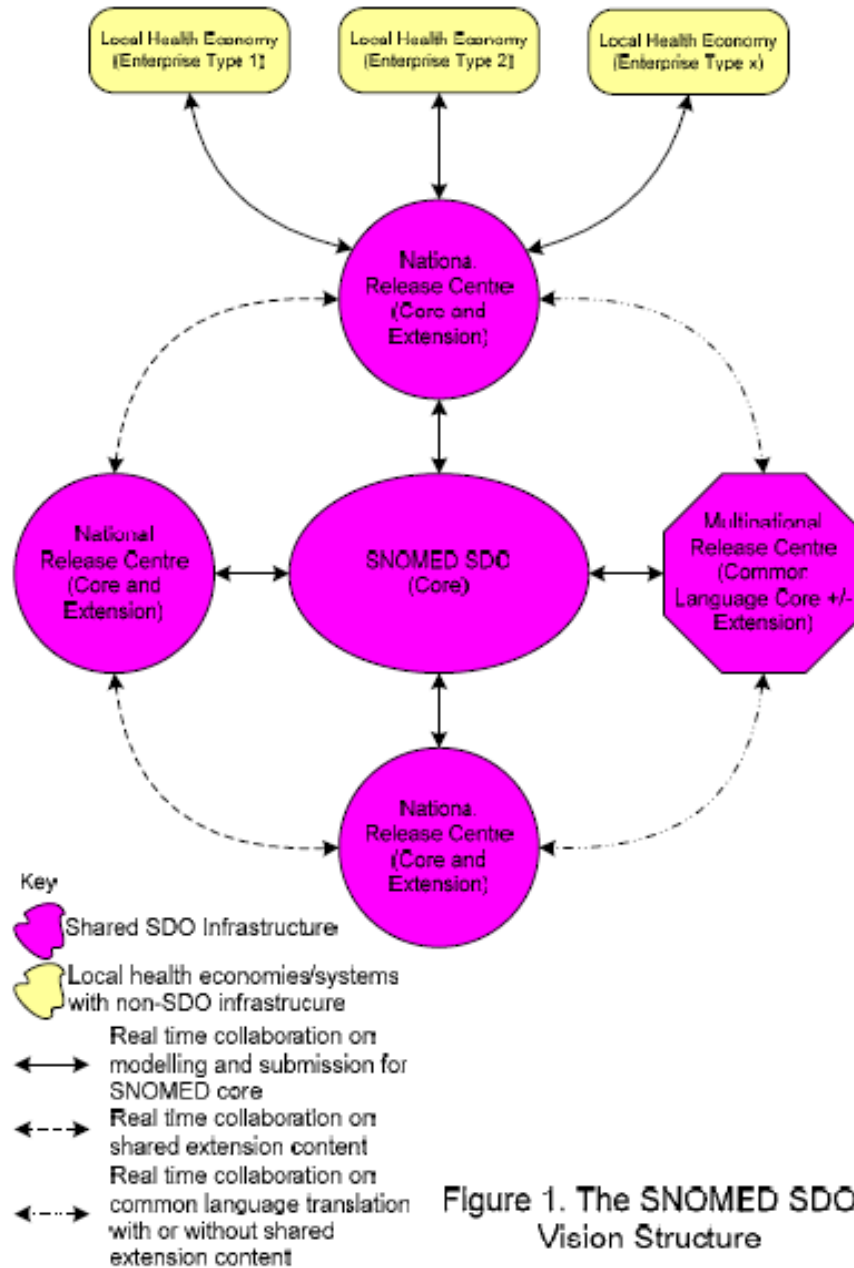 Local Health Economy
(Enterprise Type 1)
Local Health Economy
(Enterprise Type 2)
Local Health Economy
(Enterprise Type x)
National
Release Centre
(Core and
Extension)
National
Release Centre
(Core and
Extension)
SNOMED SDO
(Core)
Multinational
Release Centre
(Common
Language Core +/-
Extension)
National
Release Centre
(Core and
Extension)
Key
Shared SDO Infrastructure
Local health economies/systems
with non-SDO infrastrucure
Real time collaboration on
modelling and submission for
SNOMED core
Real time collaboration on
shared extension content
Real time collaboration on
common language translation
with or without shared
extension content
Figure 1. The SNOMED SDO
Vision Structure